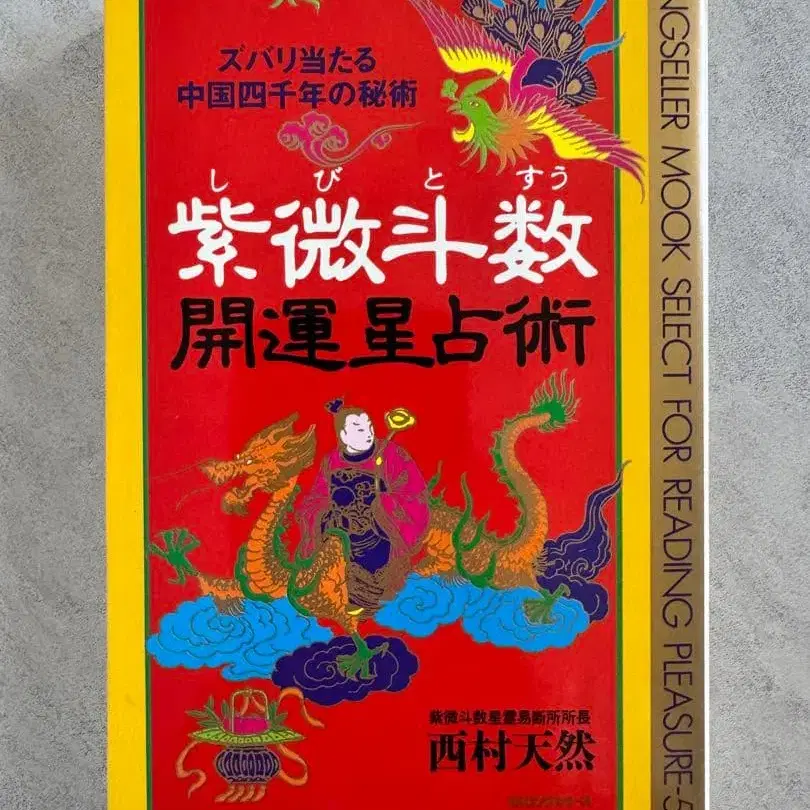 ズバリ当たる
中国四千年の秘術
しびとすう
紫微斗数
開運星占術
紫微斗数星霊易断所所長
西村天然
NGSELLER MOOK SELECT FOR READING PLEASURE-